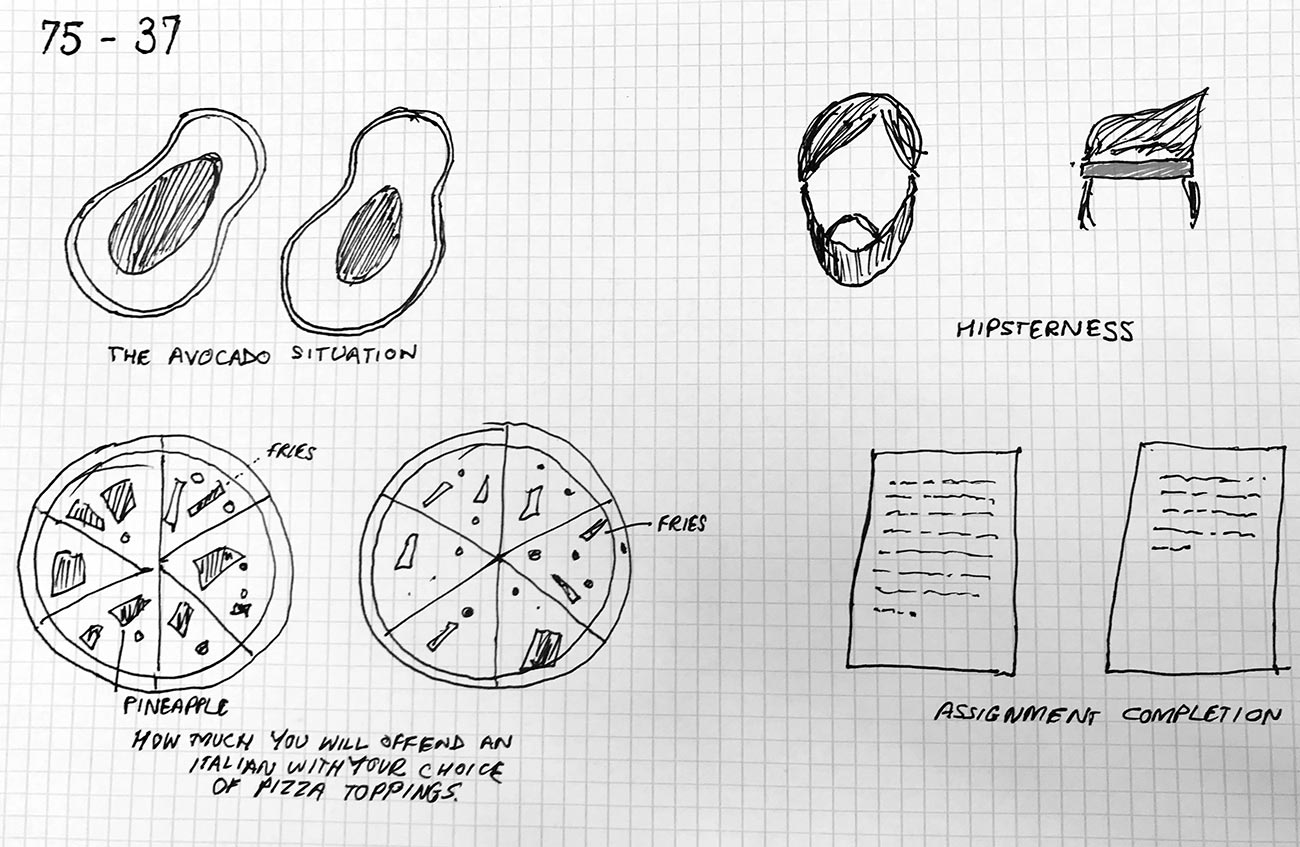 75 - 37
THE AVOCADO SITUATION
HIPSTERNESS
FRIES
FRIES
PINEAPPLE
HOW MUCH YOU WILL OFFEND AN
ITALIAN WITH YOUR CHOICE
OF PIZZA TOPPINGS.
ASSIGNMENT COMPLETION